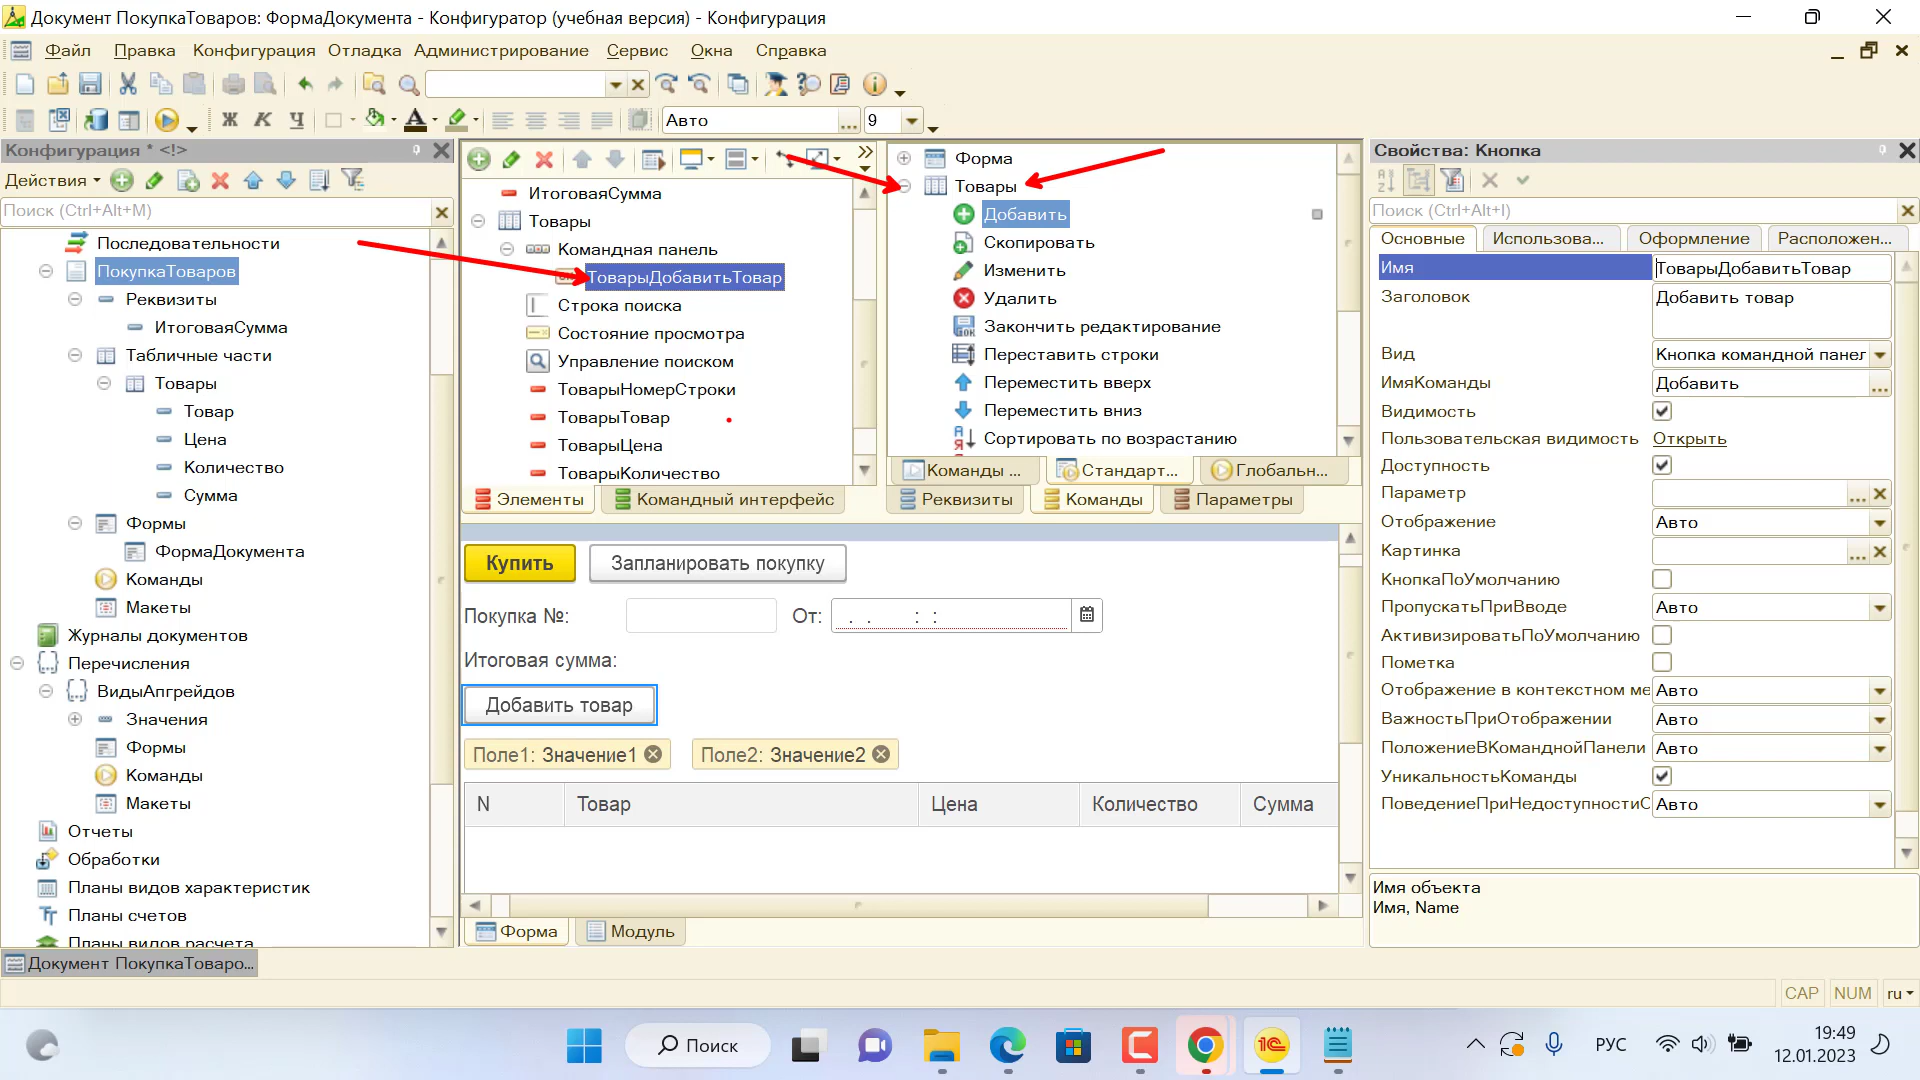 Документ ПокупкаТоваров: ФормаДокумента - Конфигуратор (учебная версия) - Конфигурация
Файл Правка Конфигурация Отладка Администрирование Сервис Окна Справка
Ж К Ч Авто ... 9
Конфигурация * <!>
Действия
Поиск (Ctrl+Alt+M)
Последовательности
ПокупкаТоваров
Реквизиты
ИтоговаяСумма
Табличные части
Товары
Товар
Цена
Количество
Сумма
Формы
ФормаДокумента
Команды
Макеты
Журналы документов
Перечисления
ВидыАпгрейдов
Значения
Формы
Команды
Макеты
Отчеты
Обработки
Планы видов характеристик
Планы счетов
Планы видов расчета
ИтоговаяСумма
Товары
Командная панель
ТоварыДобавитьТовар
Строка поиска
Состояние просмотра
Управление поиском
ТоварыНомерСтроки
ТоварыТовар
ТоварыЦена
ТоварыКоличество
Элементы Командный интерфейс
Форма
Товары
Добавить
Скопировать
Изменить
Удалить
Закончить редактирование
Переставить строки
Переместить вверх
Переместить вниз
Сортировать по возрастанию
Команды ... Стандарт... Глобальн...
Реквизиты Команды Параметры
Купить Запланировать покупку
Покупка №: От: . . : :
Итоговая сумма:
Добавить товар
Поле1: Значение1 Поле2: Значение2
N Товар Цена Количество Сумма
Форма Модуль
Свойства: Кнопка
Поиск (Ctrl+Alt+I)
Основные Использова... Оформление Расположен...
Имя ТоварыДобавитьТовар
Заголовок Добавить товар
Вид Кнопка командной панел
ИмяКоманды Добавить ...
Видимость
Пользовательская видимость Открыть
Доступность
Параметр ...
Отображение Авто
Картинка ...
КнопкаПоУмолчанию
ПропускатьПриВводе Авто
АктивизироватьПоУмолчанию
Пометка
Отображение в контекстном ме Авто
ВажностьПриОтображении Авто
ПоложениеВКоманднойПанели Авто
УникальностьКоманды
ПоведениеПриНедоступностиС Авто
Имя объекта
Имя, Name
Документ ПокупкаТоваро...
CAP NUM ru
Поиск 1С РУС 19:49
12.01.2023